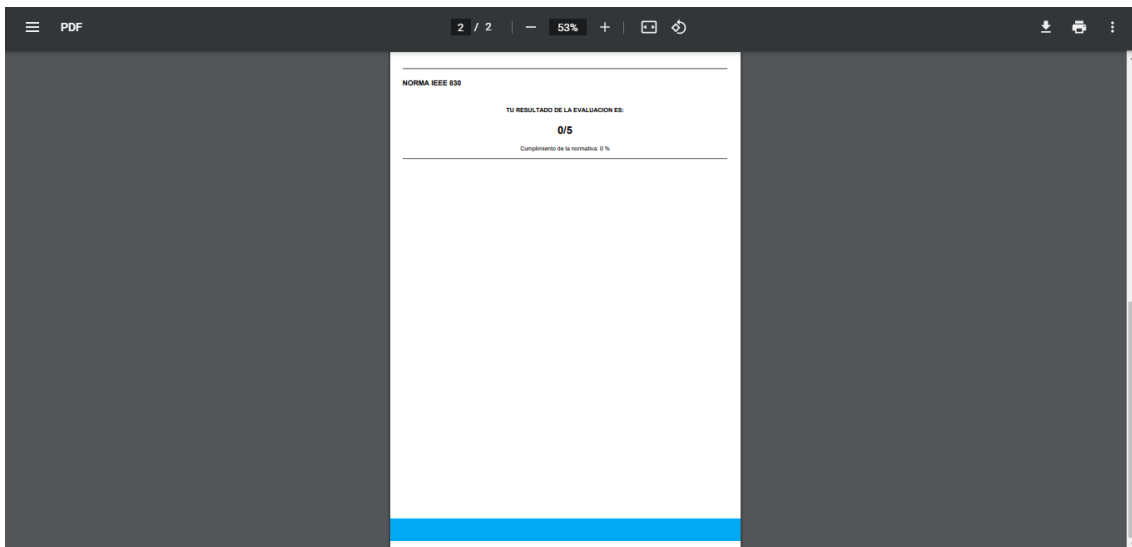 PDF
2 / 2
53%
NORMA IEEE 830
TU RESULTADO DE LA EVALUACION ES:
0/5
Cumplimiento de la normativa: 0 %